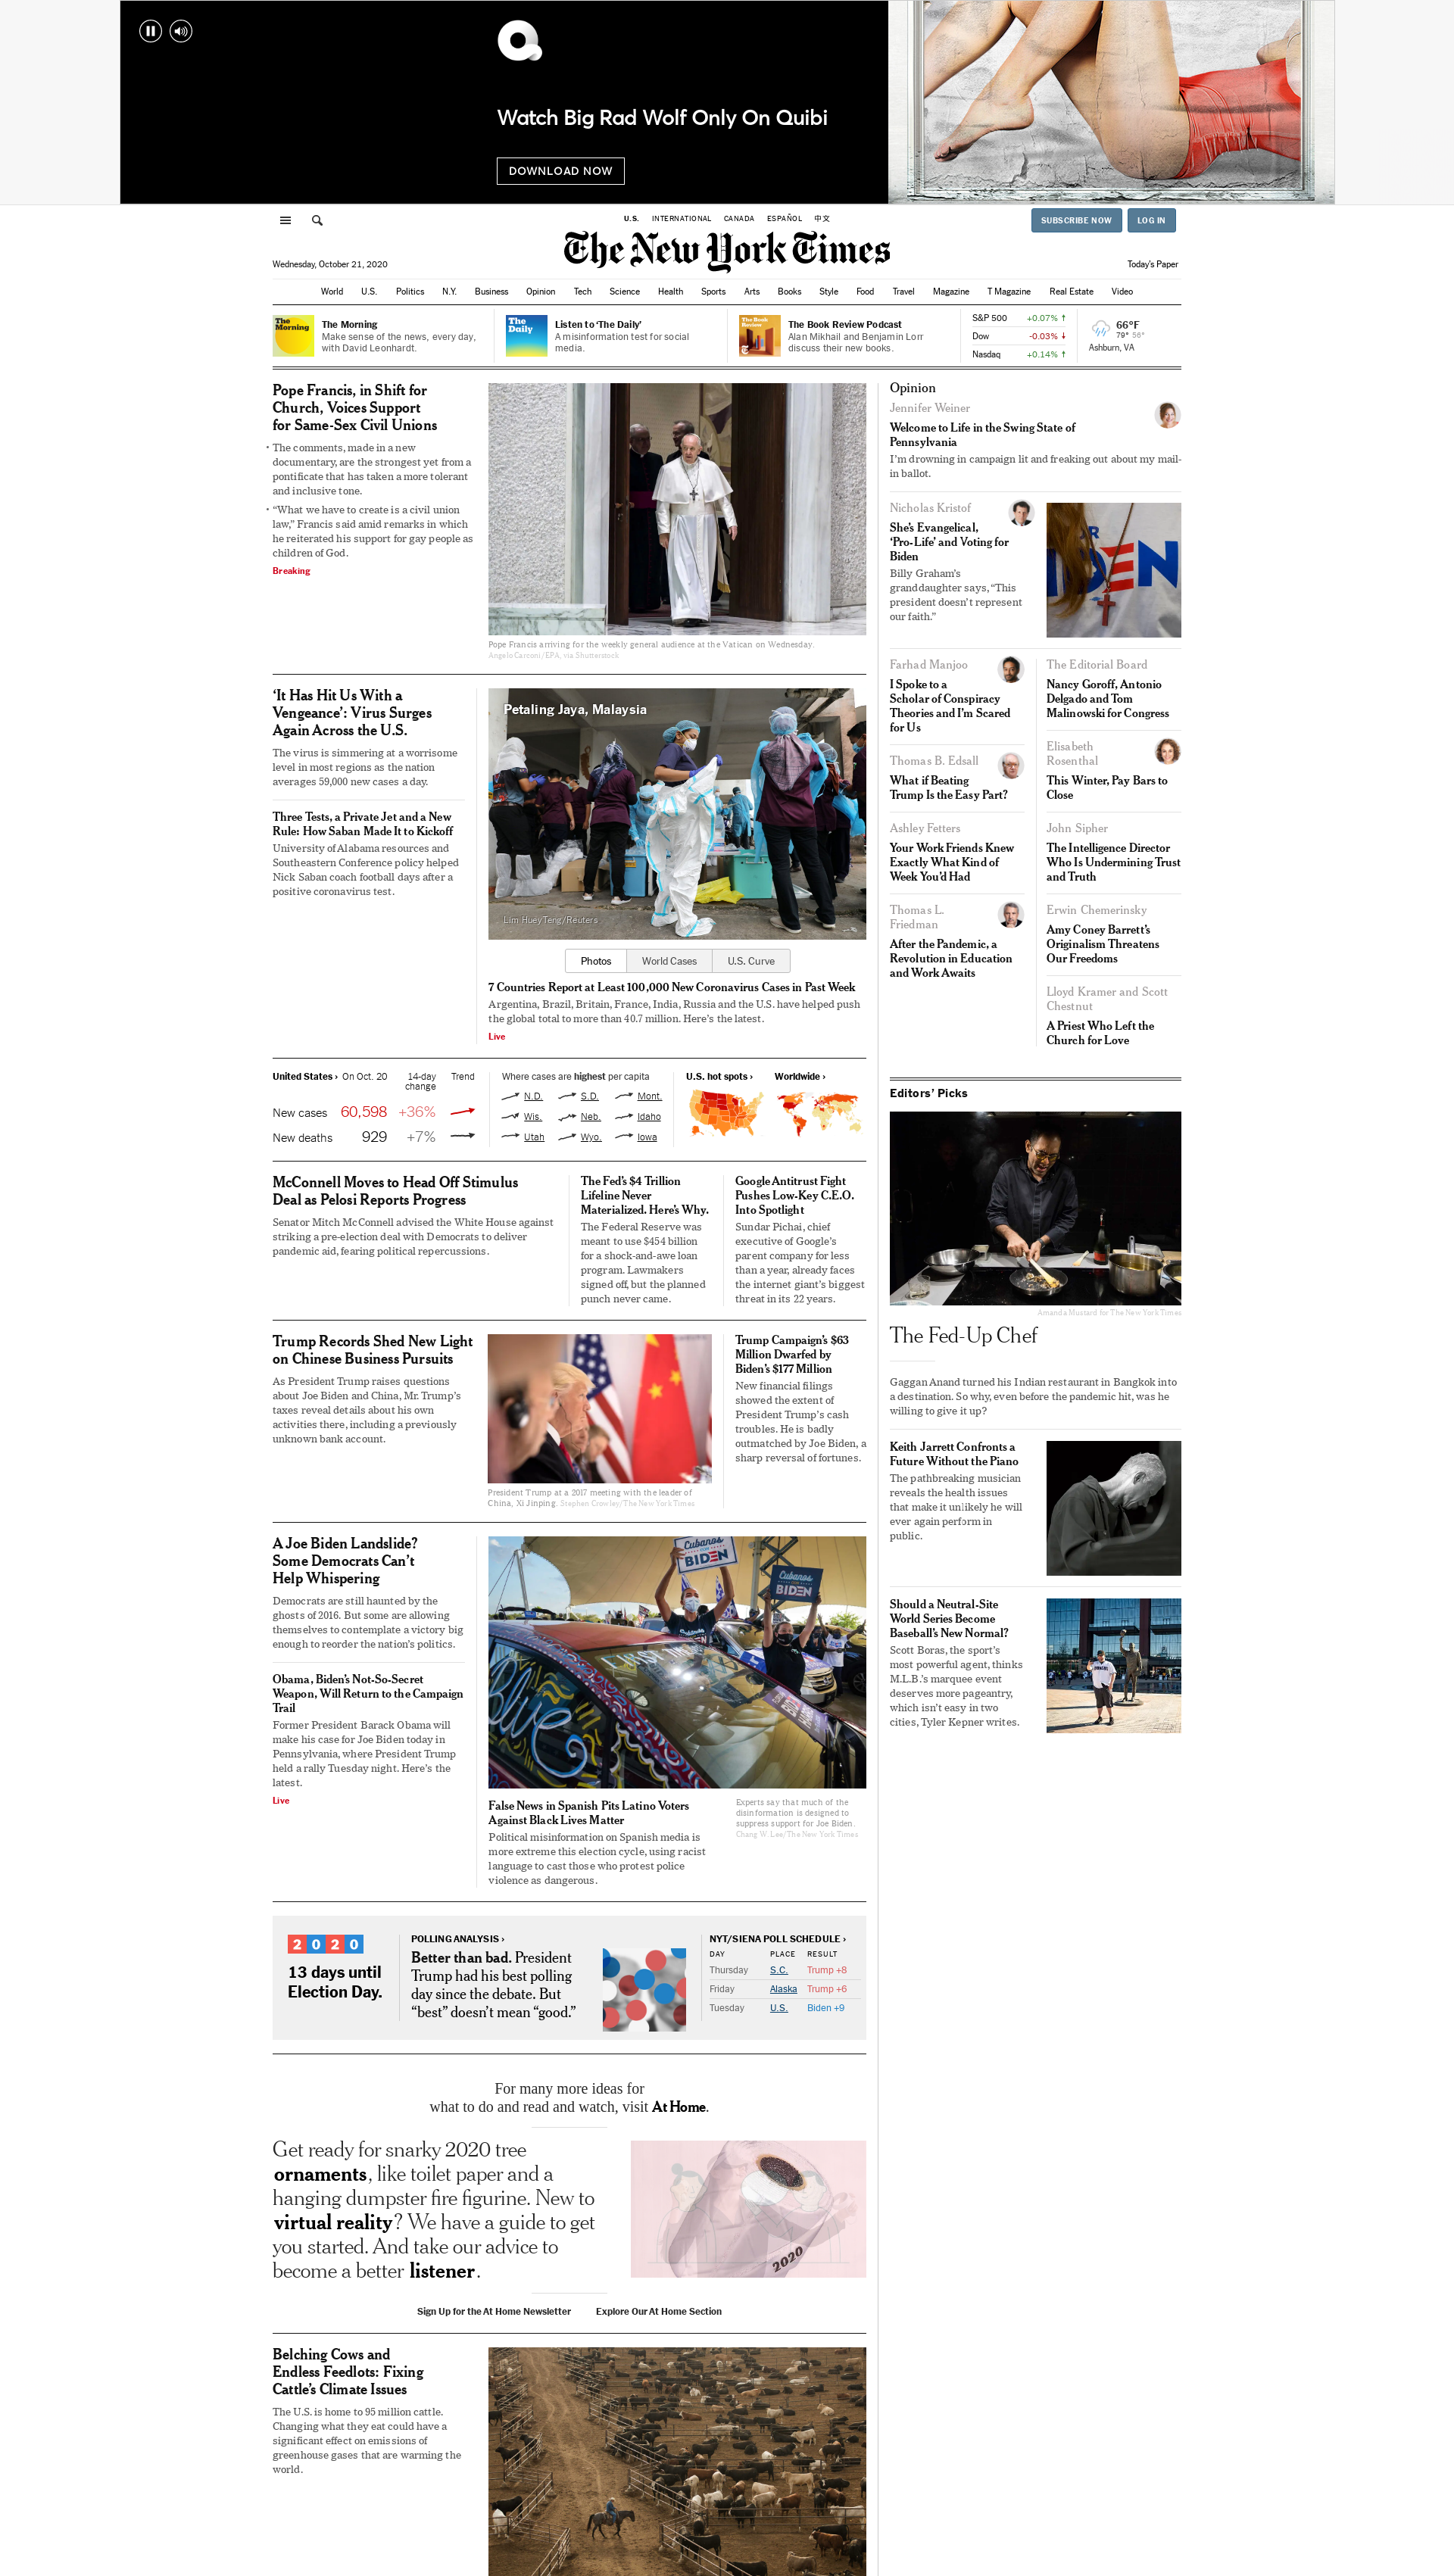 Watch Big Rad Wolf Only On Quibi
DOWNLOAD NOW
U.S. INTERNATIONAL CANADA ESPAÑOL 中文
SUBSCRIBE NOW LOG IN
The New York Times
Wednesday, October 21, 2020
Today's Paper
World U.S. Politics N.Y. Business Opinion Tech Science Health Sports Arts Books Style Food Travel Magazine T Magazine Real Estate Video
The Morning
The Morning
Make sense of the news, every day,
with David Leonhardt.
The Daily
Listen to ‘The Daily’
A misinformation test for social
media.
The Book Review
The Book Review Podcast
Alan Mikhail and Benjamin Lorr
discuss their new books.
S&P 500 +0.07% ↑
Dow -0.03% ↓
Nasdaq +0.14% ↑
66°F
79° 56°
Ashburn, VA
Pope Francis, in Shift for
Church, Voices Support
for Same-Sex Civil Unions
• The comments, made in a new
documentary, are the strongest yet from a
pontificate that has taken a more tolerant
and inclusive tone.
• “What we have to create is a civil union
law,” Francis said amid remarks in which
he reiterated his support for gay people as
children of God.
Breaking
Pope Francis arriving for the weekly general audience at the Vatican on Wednesday.
Angelo Carconi/EPA, via Shutterstock
‘It Has Hit Us With a
Vengeance’: Virus Surges
Again Across the U.S.
The virus is simmering at a worrisome
level in most regions as the nation
averages 59,000 new cases a day.
Three Tests, a Private Jet and a New
Rule: How Saban Made It to Kickoff
University of Alabama resources and
Southeastern Conference policy helped
Nick Saban coach football days after a
positive coronavirus test.
Petaling Jaya, Malaysia
Lim Huey Teng/Reuters
Photos World Cases U.S. Curve
7 Countries Report at Least 100,000 New Coronavirus Cases in Past Week
Argentina, Brazil, Britain, France, India, Russia and the U.S. have helped push
the global total to more than 40.7 million. Here’s the latest.
Live
United States › On Oct. 20 14-day change Trend
New cases 60,598 +36%
New deaths 929 +7%
Where cases are highest per capita
N.D. S.D. Mont.
Wis. Neb. Idaho
Utah Wyo. Iowa
U.S. hot spots › Worldwide ›
McConnell Moves to Head Off Stimulus
Deal as Pelosi Reports Progress
Senator Mitch McConnell advised the White House against
striking a pre-election deal with Democrats to deliver
pandemic aid, fearing political repercussions.
The Fed’s $4 Trillion
Lifeline Never
Materialized. Here’s Why.
The Federal Reserve was
meant to use $454 billion
for a shock-and-awe loan
program. Lawmakers
signed off, but the planned
punch never came.
Google Antitrust Fight
Pushes Low-Key C.E.O.
Into Spotlight
Sundar Pichai, chief
executive of Google’s
parent company for less
than a year, already faces
the internet giant’s biggest
threat in its 22 years.
Trump Records Shed New Light
on Chinese Business Pursuits
As President Trump raises questions
about Joe Biden and China, Mr. Trump’s
taxes reveal details about his own
activities there, including a previously
unknown bank account.
President Trump at a 2017 meeting with the leader of
China, Xi Jinping. Stephen Crowley/The New York Times
Trump Campaign’s $63
Million Dwarfed by
Biden’s $177 Million
New financial filings
showed the extent of
President Trump’s cash
troubles. He is badly
outmatched by Joe Biden, a
sharp reversal of fortunes.
A Joe Biden Landslide?
Some Democrats Can’t
Help Whispering
Democrats are still haunted by the
ghosts of 2016. But some are allowing
themselves to contemplate a victory big
enough to reorder the nation’s politics.
Obama, Biden’s Not-So-Secret
Weapon, Will Return to the Campaign
Trail
Former President Barack Obama will
make his case for Joe Biden today in
Pennsylvania, where President Trump
held a rally Tuesday night. Here’s the
latest.
Live
Cubanos
BIDEN
Cubanos
BIDEN
False News in Spanish Pits Latino Voters
Against Black Lives Matter
Political misinformation on Spanish media is
more extreme this election cycle, using racist
language to cast those who protest police
violence as dangerous.
Experts say that much of the
disinformation is designed to
suppress support for Joe Biden.
Chang W. Lee/The New York Times
2020
13 days until
Election Day.
POLLING ANALYSIS ›
Better than bad. President
Trump had his best polling
day since the debate. But
“best” doesn’t mean “good.”
NYT/SIENA POLL SCHEDULE ›
DAY PLACE RESULT
Thursday S.C. Trump +8
Friday Alaska Trump +6
Tuesday U.S. Biden +9
For many more ideas for
what to do and read and watch, visit At Home.
Get ready for snarky 2020 tree
ornaments, like toilet paper and a
hanging dumpster fire figurine. New to
virtual reality? We have a guide to get
you started. And take our advice to
become a better listener.
2020
Sign Up for the At Home Newsletter Explore Our At Home Section
Belching Cows and
Endless Feedlots: Fixing
Cattle’s Climate Issues
The U.S. is home to 95 million cattle.
Changing what they eat could have a
significant effect on emissions of
greenhouse gases that are warming the
world.
Opinion
Jennifer Weiner
Welcome to Life in the Swing State of
Pennsylvania
I’m drowning in campaign lit and freaking out about my mail-
in ballot.
Nicholas Kristof
She’s Evangelical,
‘Pro-Life’ and Voting for
Biden
Billy Graham’s
granddaughter says, “This
president doesn’t represent
our faith.”
Farhad Manjoo
I Spoke to a
Scholar of Conspiracy
Theories and I’m Scared
for Us
Thomas B. Edsall
What if Beating
Trump Is the Easy Part?
Ashley Fetters
Your Work Friends Knew
Exactly What Kind of
Week You’d Had
Thomas L.
Friedman
After the Pandemic, a
Revolution in Education
and Work Awaits
The Editorial Board
Nancy Goroff, Antonio
Delgado and Tom
Malinowski for Congress
Elisabeth
Rosenthal
This Winter, Pay Bars to
Close
John Sipher
The Intelligence Director
Who Is Undermining Trust
and Truth
Erwin Chemerinsky
Amy Coney Barrett’s
Originalism Threatens
Our Freedoms
Lloyd Kramer and Scott
Chestnut
A Priest Who Left the
Church for Love
Editors’ Picks
Amanda Mustard for The New York Times
The Fed-Up Chef
Gaggan Anand turned his Indian restaurant in Bangkok into
a destination. So why, even before the pandemic hit, was he
willing to give it up?
Keith Jarrett Confronts a
Future Without the Piano
The pathbreaking musician
reveals the health issues
that make it unlikely he will
ever again perform in
public.
Should a Neutral-Site
World Series Become
Baseball’s New Normal?
Scott Boras, the sport’s
most powerful agent, thinks
M.L.B.’s marquee event
deserves more pageantry,
which isn’t easy in two
cities, Tyler Kepner writes.